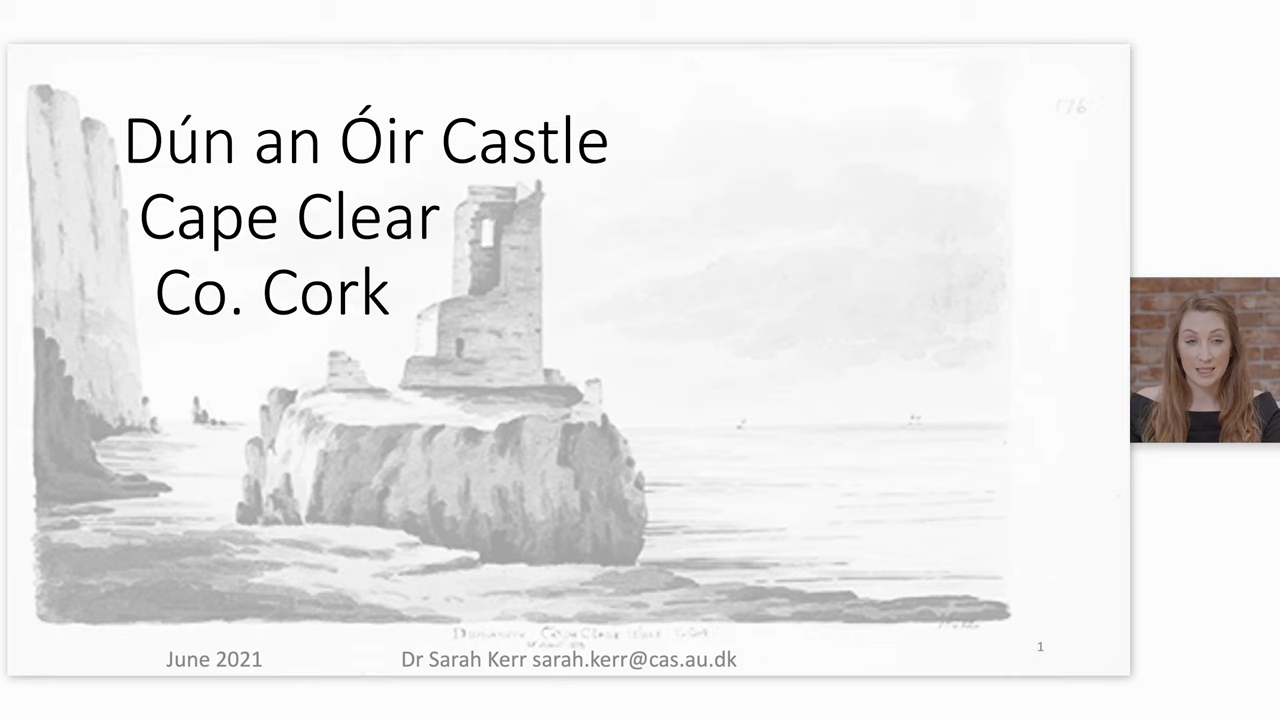 Dún an Óir Castle
Cape Clear
Co. Cork
176
June 2021
Dr Sarah Kerr sarah.kerr@cas.au.dk
1